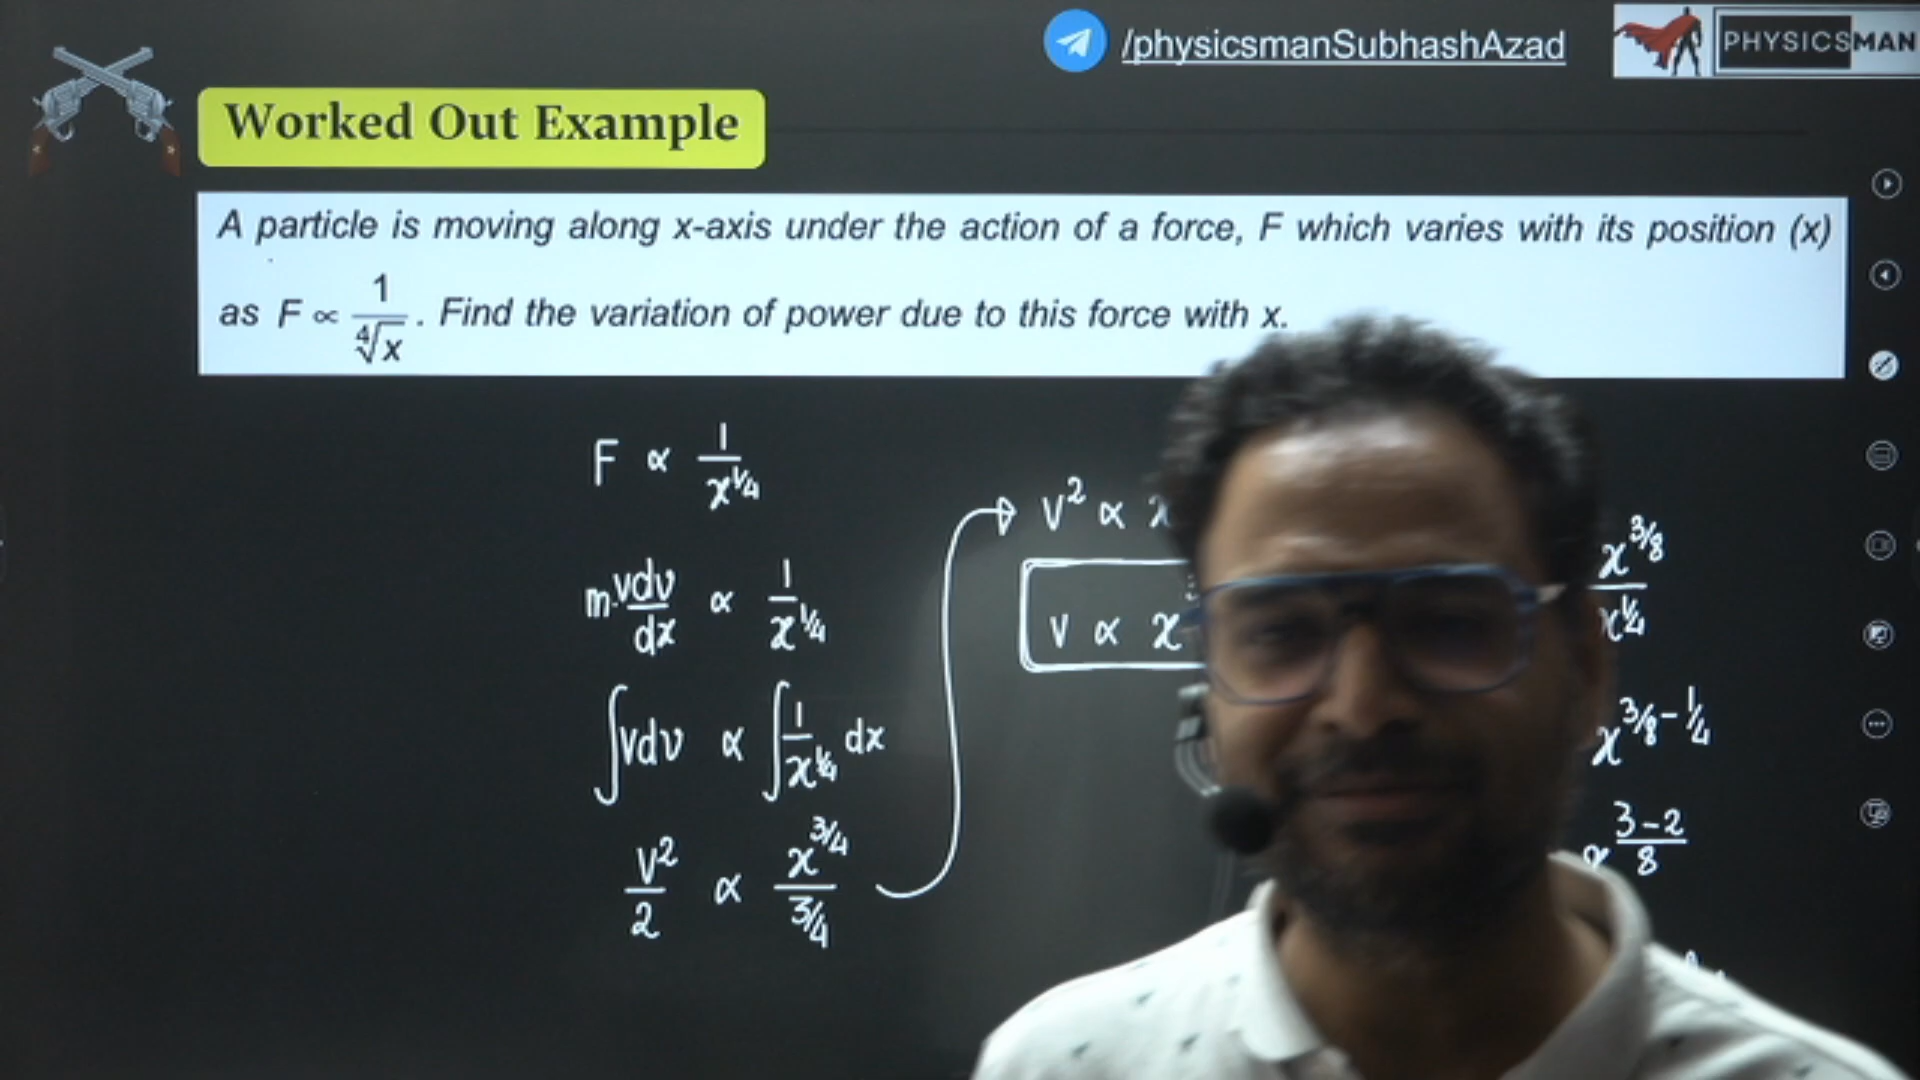 /physicsmanSubhashAzad
PHYSICSMAN
Worked Out Example
A particle is moving along x-axis under the action of a force, F which varies with its position (x)
as F ∝ 1/∜x. Find the variation of power due to this force with x.
F ∝ 1/x^1/4
m.vdv/dx ∝ 1/x^1/4
∫vdv ∝ ∫1/x^1/4 dx
v²/2 ∝ x^3/4 / 3/4
v² ∝ x
v ∝ x
x^3/8 / x^1/4
x^3/8 - 1/4
∝ 3-2/8